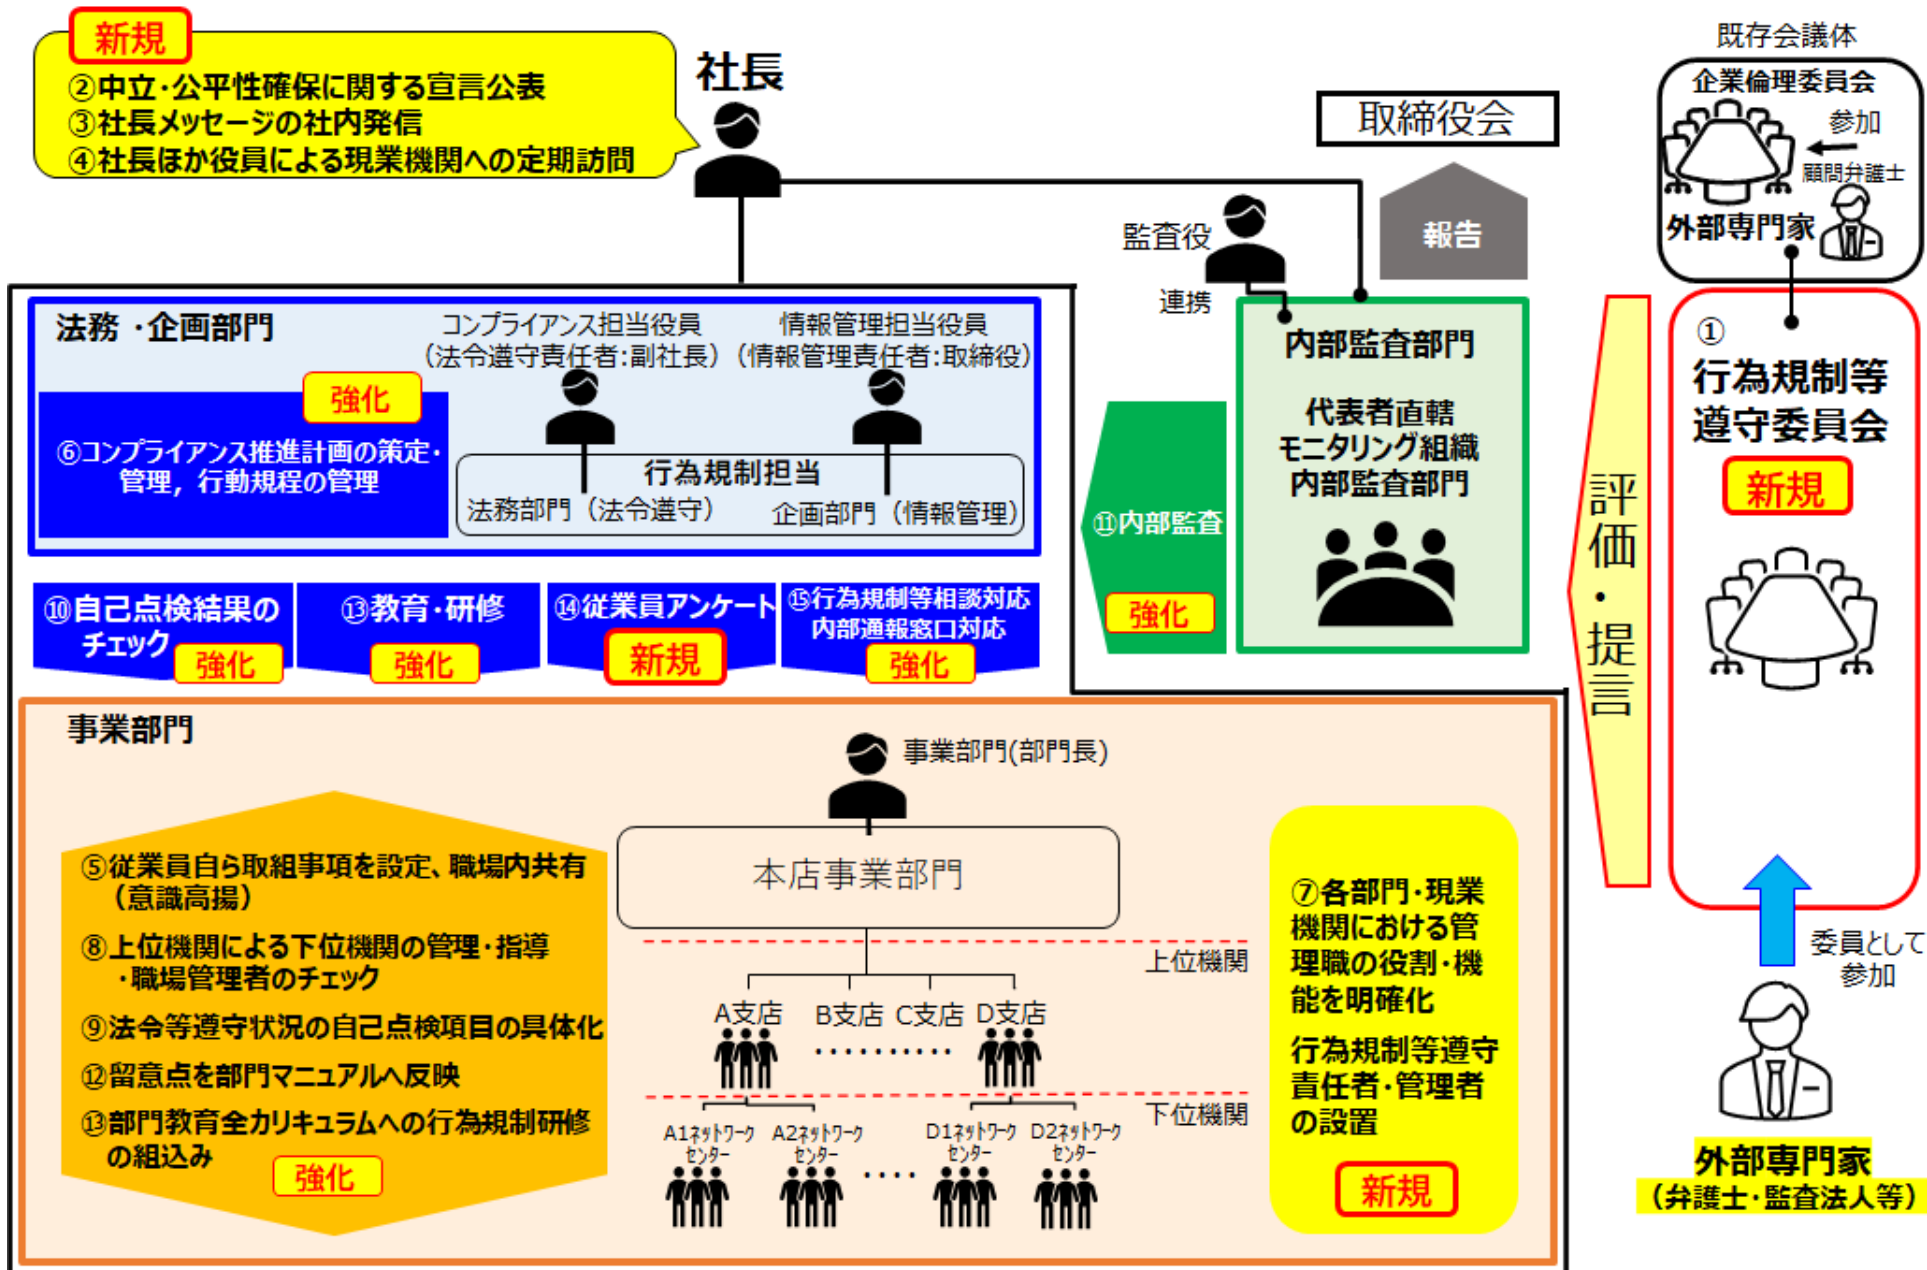 新規
②中立・公平性確保に関する宣言公表
③社長メッセージの社内発信
④社長ほか役員による現業機関への定期訪問
社長
取締役会
報告
監査役
連携
既存会議体
企業倫理委員会
参加
顧問弁護士
外部専門家
法務・企画部門
コンプライアンス担当役員
（法令遵守責任者:副社長）
情報管理担当役員
（情報管理責任者:取締役）
強化
⑥コンプライアンス推進計画の策定・
管理，行動規程の管理
行為規制担当
法務部門（法令遵守）
企画部門（情報管理）
⑩自己点検結果の
チェック
強化
⑬教育・研修
強化
⑭従業員アンケート
新規
⑮行為規制等相談対応
内部通報窓口対応
強化
⑪内部監査
強化
内部監査部門
代表者直轄
モニタリング組織
内部監査部門
評価・提言
①
行為規制等
遵守委員会
新規
委員として
参加
外部専門家
（弁護士・監査法人等）
事業部門
事業部門(部門長)
本店事業部門
⑤従業員自ら取組事項を設定、職場内共有
（意識高揚）
⑧上位機関による下位機関の管理・指導
・職場管理者のチェック
⑨法令等遵守状況の自己点検項目の具体化
⑫留意点を部門マニュアルへ反映
⑬部門教育全カリキュラムへの行為規制研修
の組込み
強化
上位機関
A支店
B支店
C支店
D支店
‥‥‥‥‥
下位機関
A1ネットワーク
センター
A2ネットワーク
センター
‥‥
D1ネットワーク
センター
D2ネットワーク
センター
⑦各部門・現業
機関における管
理職の役割・機
能を明確化
行為規制等遵守
責任者・管理者
の設置
新規